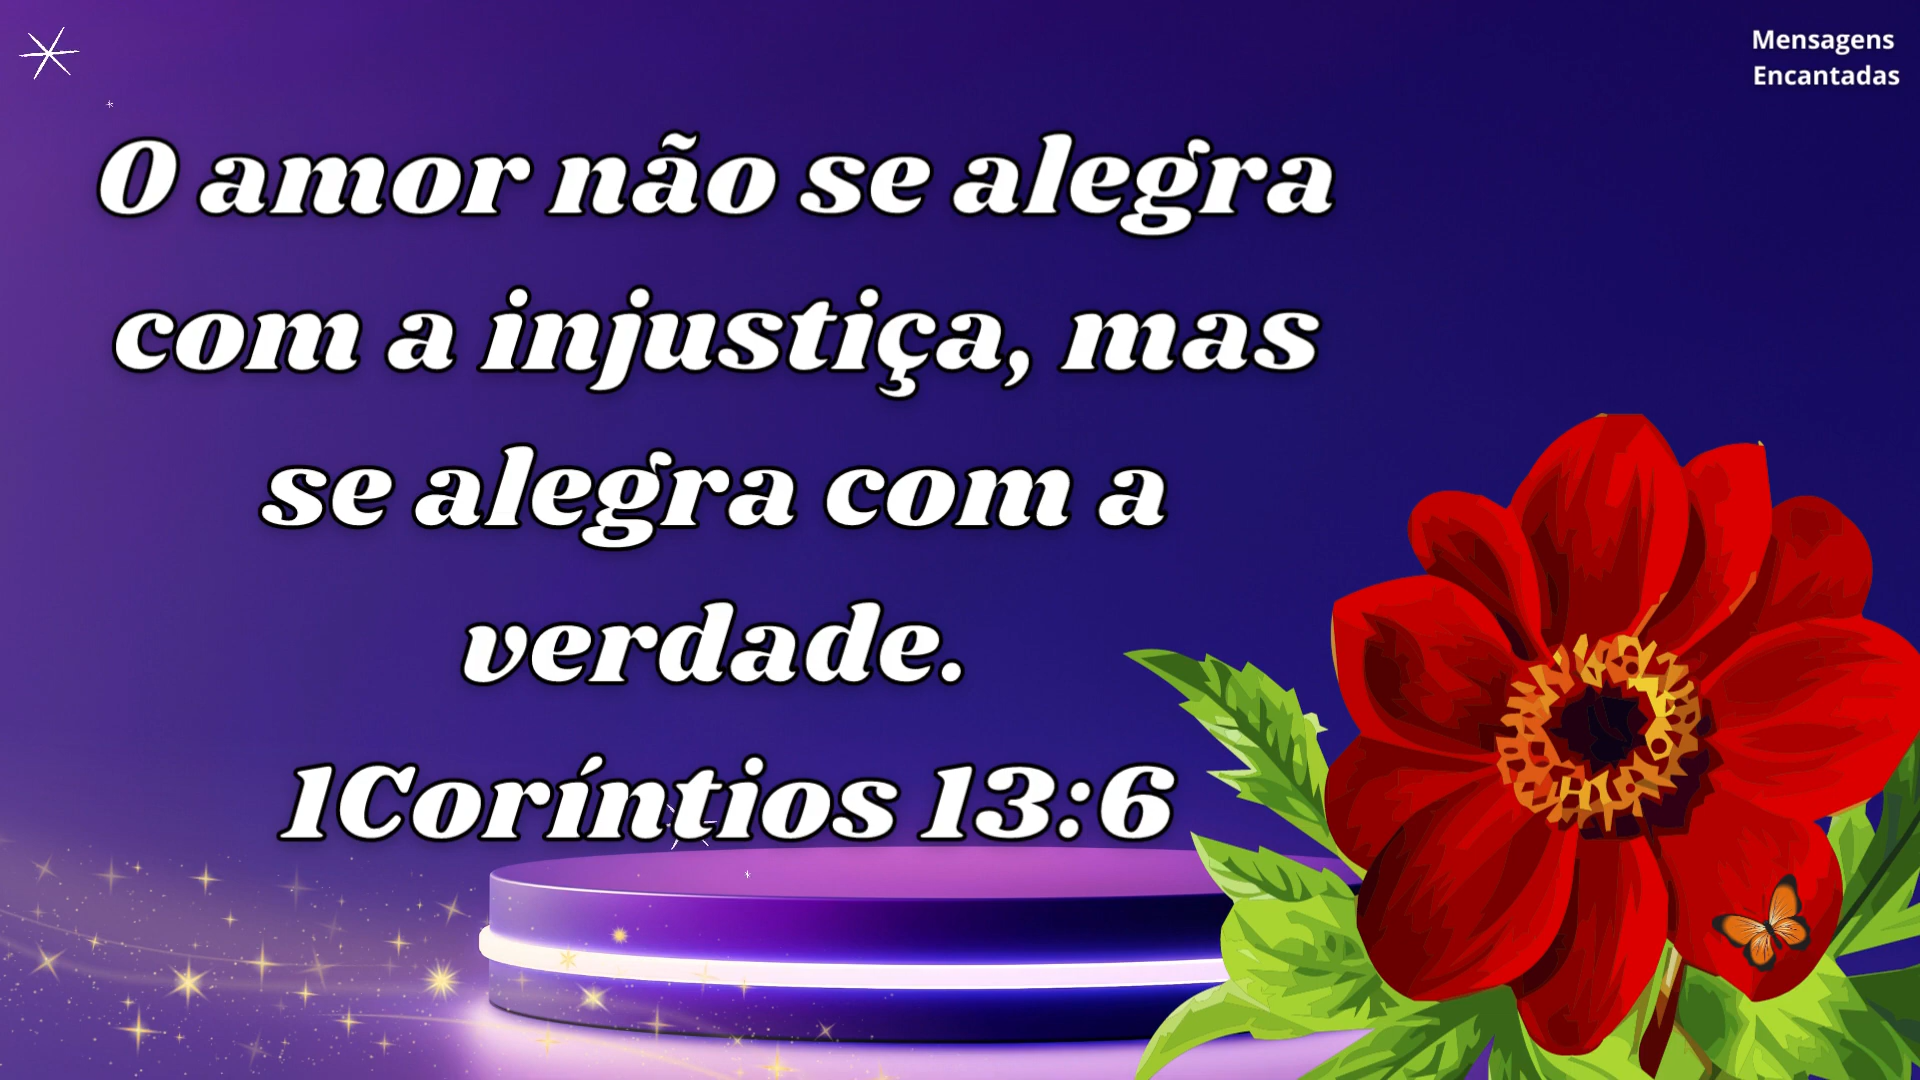 Mensagens
Encantadas
O amor não se alegra
com a injustiça, mas
se alegra com a
verdade.
1Coríntios 13:6